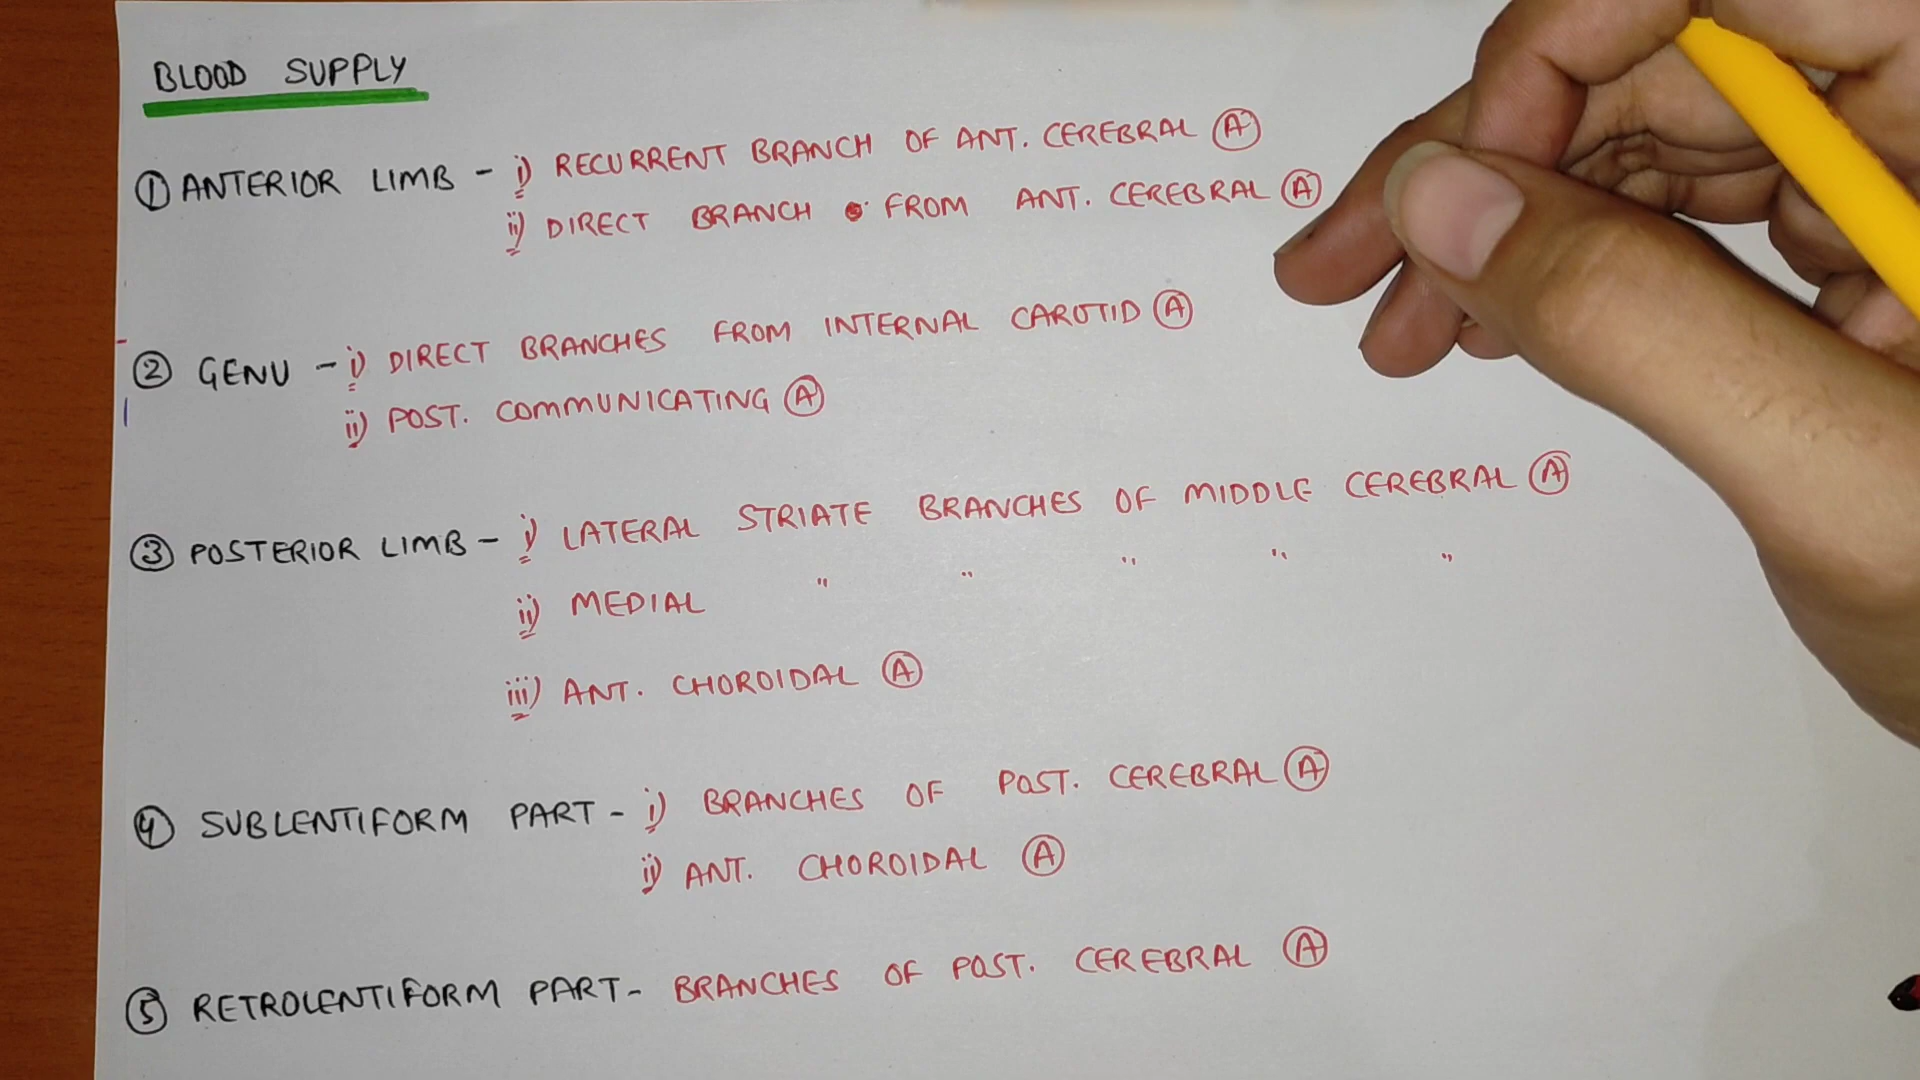 BLOOD SUPPLY
① ANTERIOR LIMB - i) RECURRENT BRANCH OF ANT. CEREBRAL Ⓐ
ii) DIRECT BRANCH FROM ANT. CEREBRAL Ⓐ
② GENU - i) DIRECT BRANCHES FROM INTERNAL CAROTID Ⓐ
ii) POST. COMMUNICATING Ⓐ
③ POSTERIOR LIMB - i) LATERAL STRIATE BRANCHES OF MIDDLE CEREBRAL Ⓐ
ii) MEDIAL " " " " "
iii) ANT. CHOROIDAL Ⓐ
④ SUBLENTIFORM PART - i) BRANCHES OF POST. CEREBRAL Ⓐ
ii) ANT. CHOROIDAL Ⓐ
⑤ RETROLENTIFORM PART - BRANCHES OF POST. CEREBRAL Ⓐ